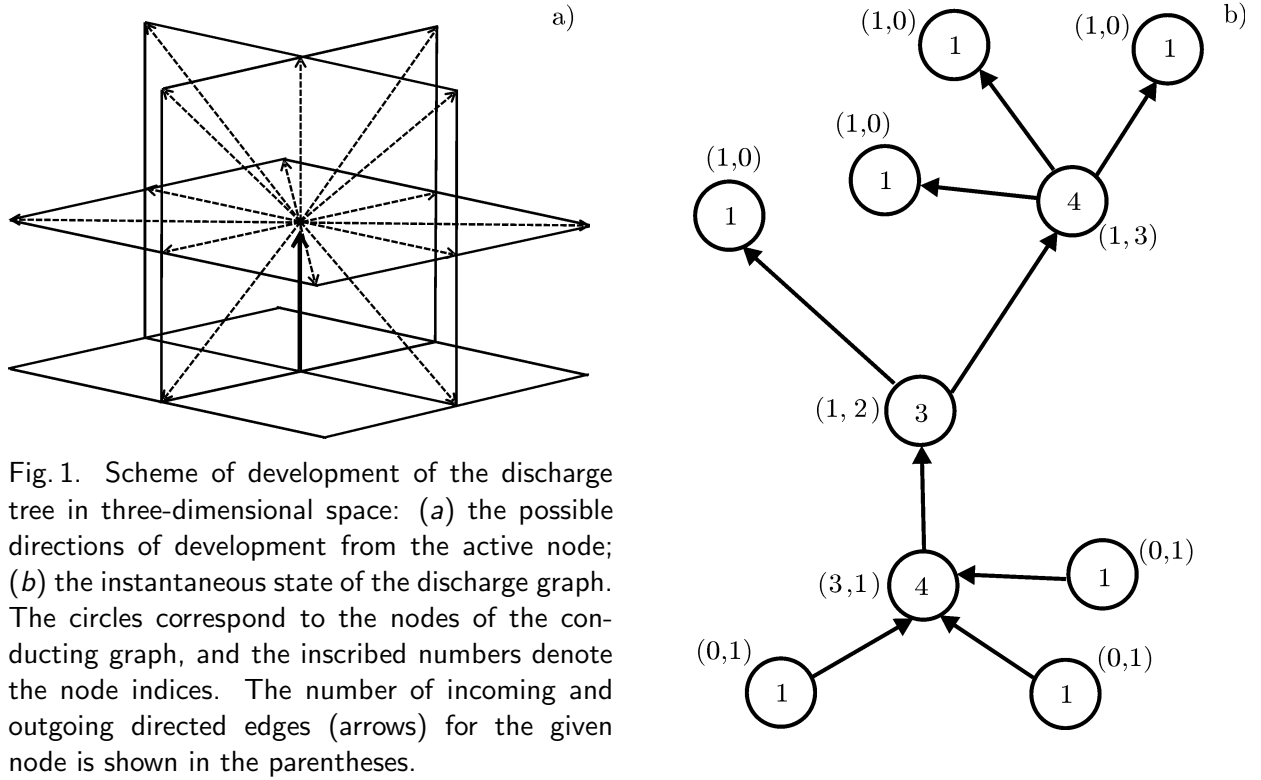 a)
Fig. 1. Scheme of development of the discharge
tree in three-dimensional space: (a) the possible
directions of development from the active node;
(b) the instantaneous state of the discharge graph.
The circles correspond to the nodes of the con-
ducting graph, and the inscribed numbers denote
the node indices. The number of incoming and
outgoing directed edges (arrows) for the given
node is shown in the parentheses.
b)
(1,0)
1
(1,0)
1
(1,0)
1
(1,0)
1
4
(1, 3)
(1, 2)
3
(3,1)
4
(0,1)
1
(0,1)
1
(0,1)
1